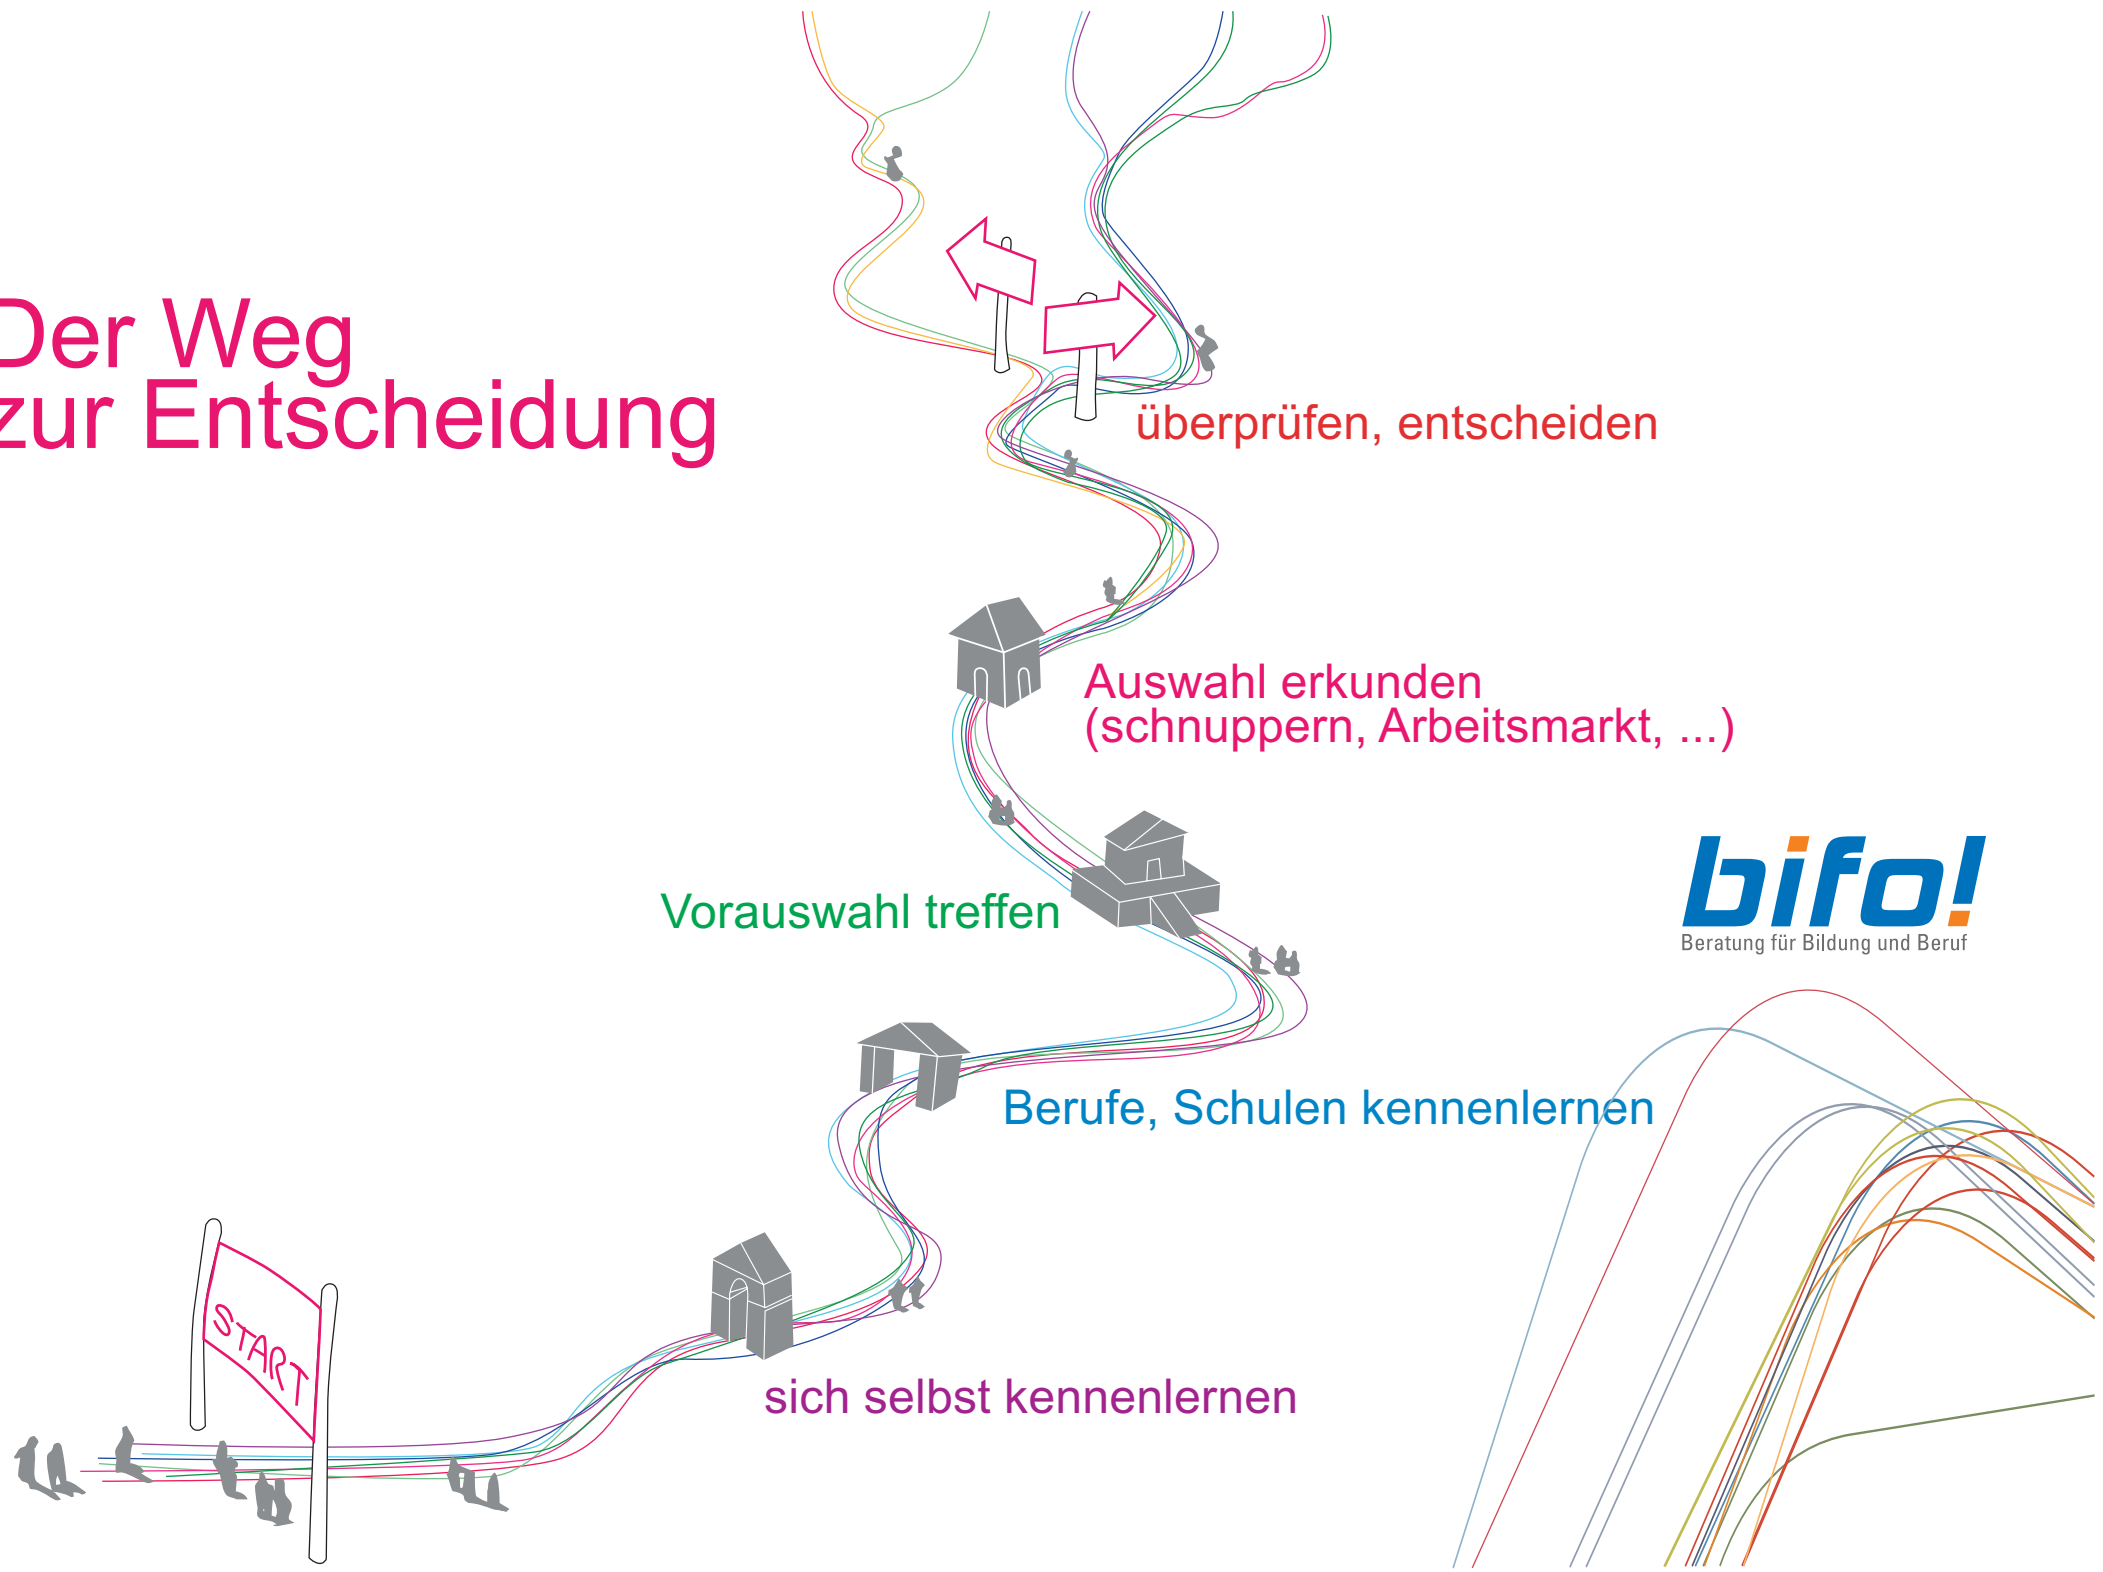 Der Weg
zur Entscheidung
überprüfen, entscheiden
Auswahl erkunden
(schnuppern, Arbeitsmarkt, ...)
Vorauswahl treffen
bifo!
Beratung für Bildung und Beruf
Berufe, Schulen kennenlernen
START
sich selbst kennenlernen